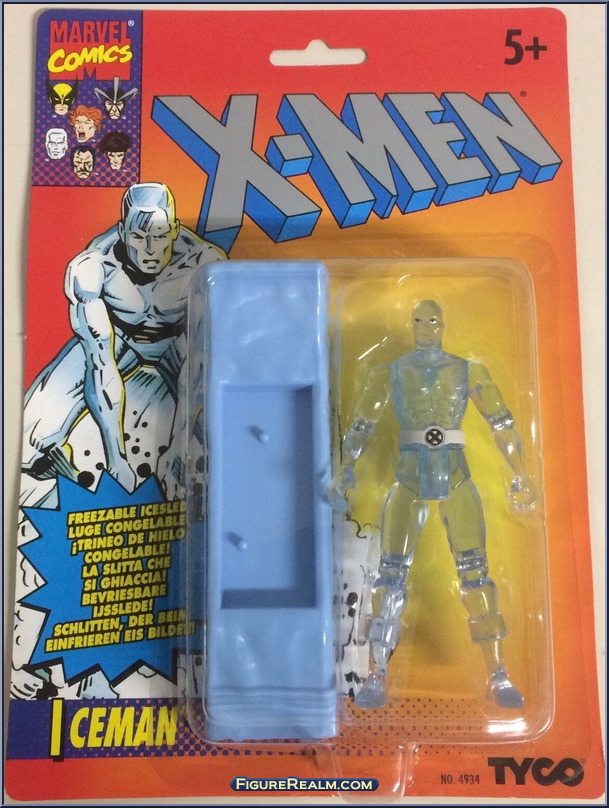 MARVEL
COMICS
M
5+
X-MEN
FREEZABLE ICESLED
LUGE CONGELABLE
¡TRINEO DE HIELO
CONGELABLE!
LA SLITTA CHE
SI GHIACCIA!
BEVRIESBARE
IJSSLEDE!
SCHLITTEN, DER BEIM
EINFRIEREN EIS BILDET!
ICEMAN
NO. 4934
TYCO
FIGUREREALM.COM